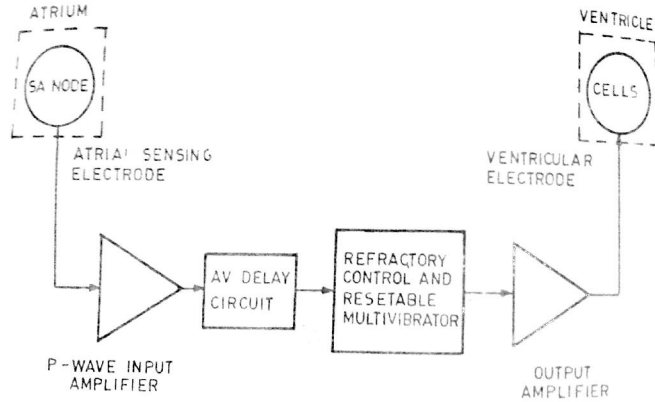 ATRIUM
VENTRICLE
SA NODE
CELLS
ATRIAL SENSING
ELECTRODE
VENTRICULAR
ELECTRODE
AV DELAY
CIRCUIT
REFRACTORY
CONTROL AND
RESETABLE
MULTIVIBRATOR
P-WAVE INPUT
AMPLIFIER
OUTPUT
AMPLIFIER